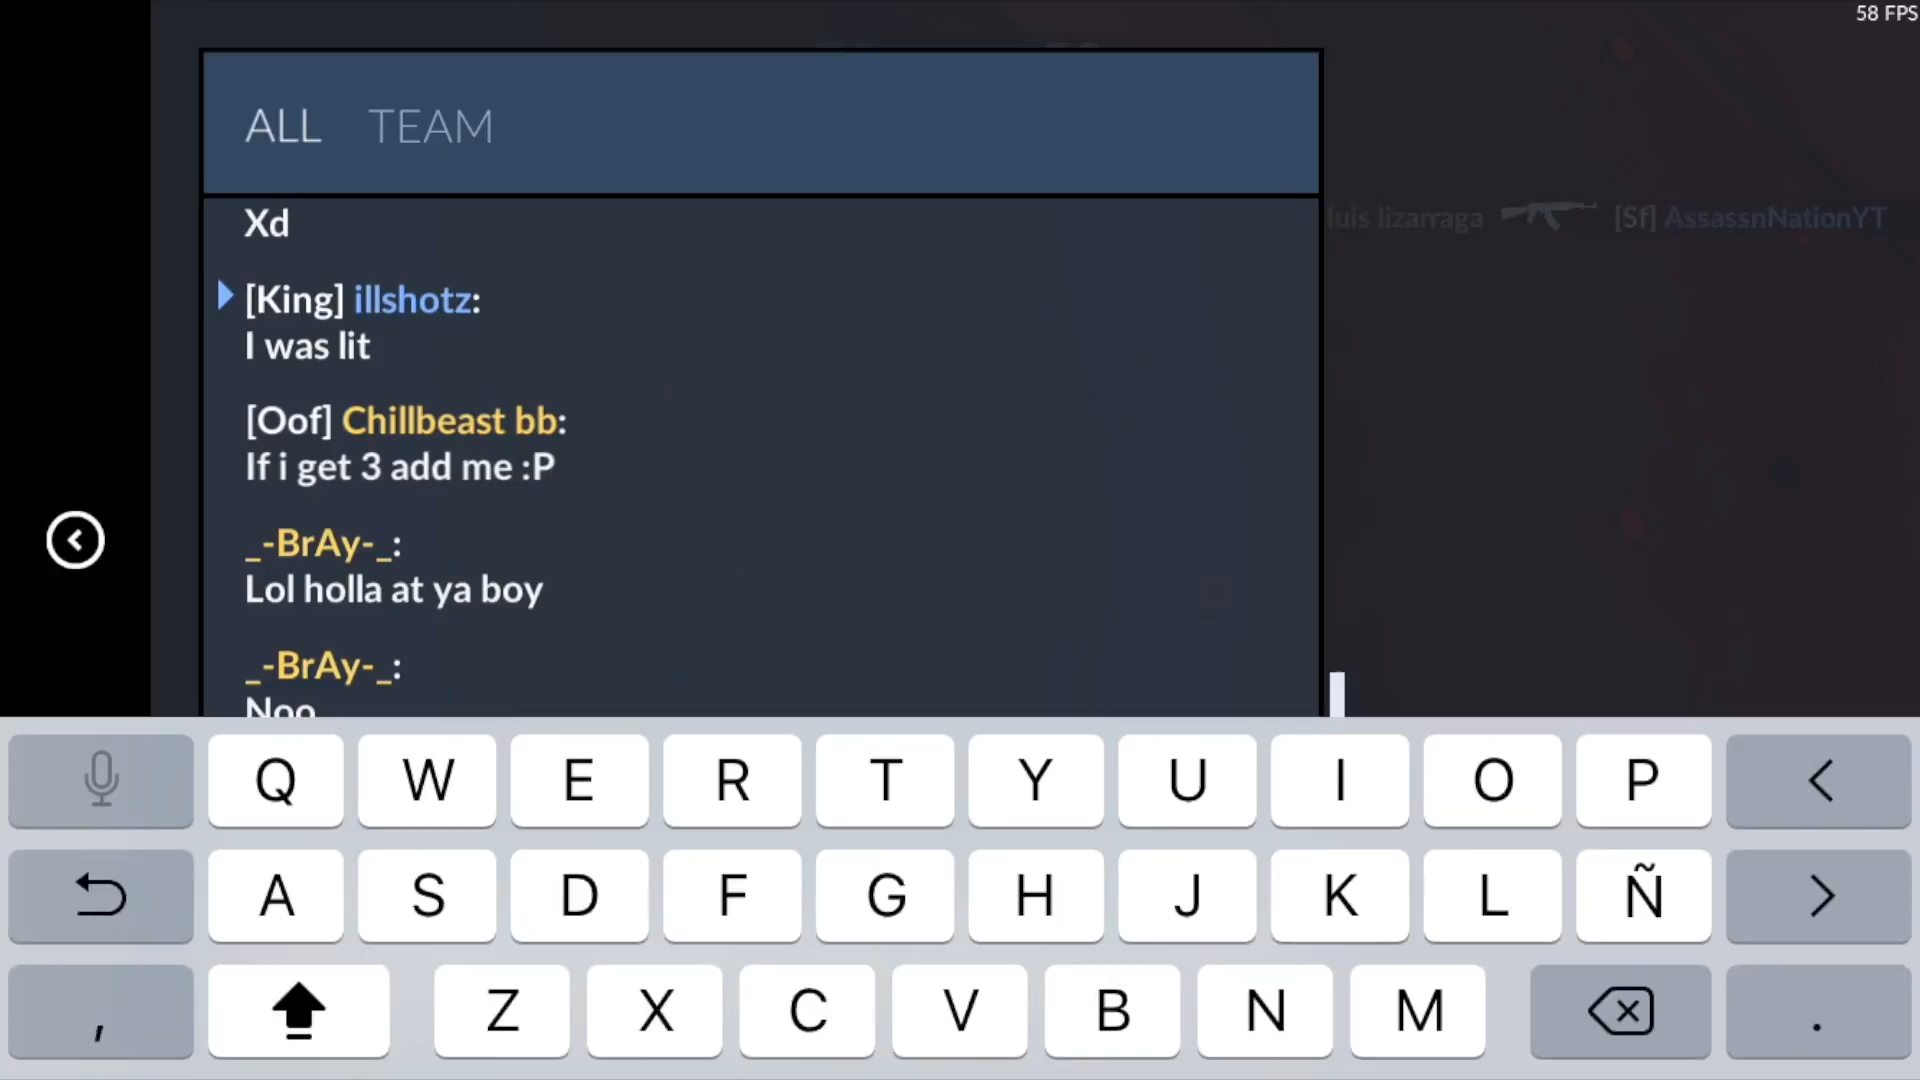 58 FPS
ALL TEAM
Xd
luis lizarraga [Sf] AssassnNationYT
[King] illshotz:
I was lit
[Oof] Chillbeast bb:
If i get 3 add me :P
_-BrAy-_:
Lol holla at ya boy
_-BrAy-_:
Noo
Q W E R T Y U I O P <
A S D F G H J K L Ñ >
, Z X C V B N M .